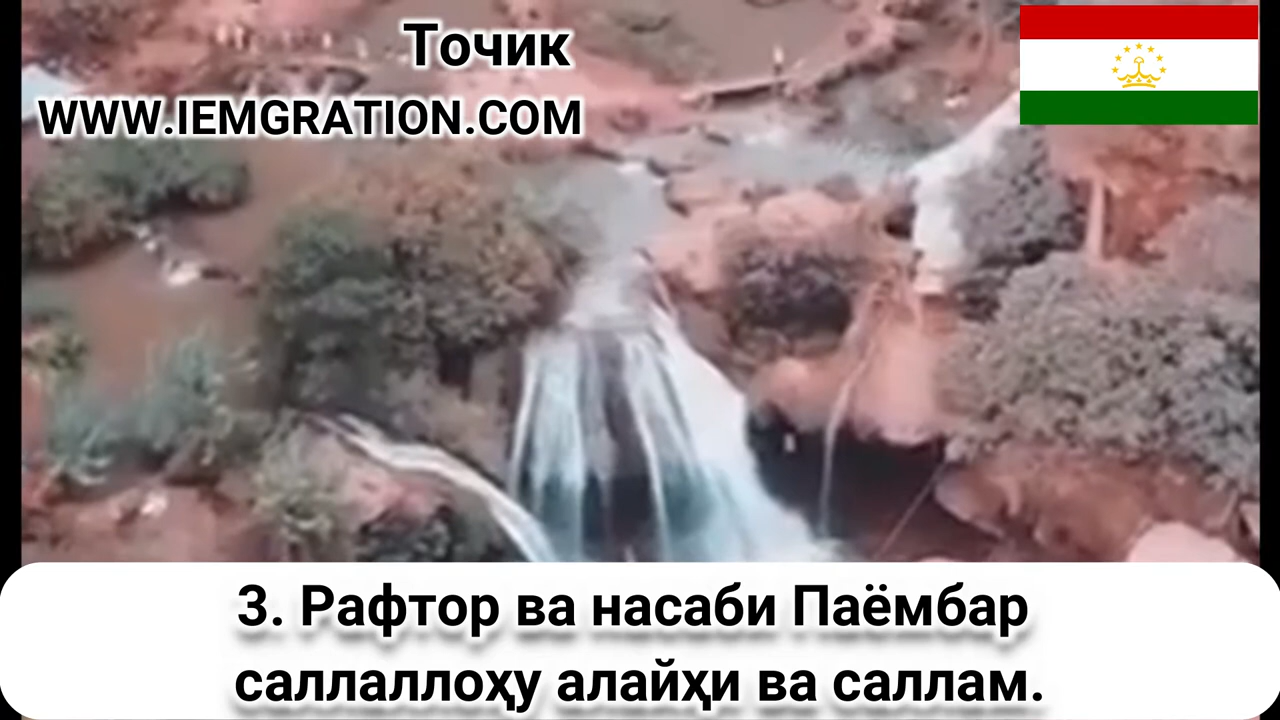 Точик
WWW.IEMGRATION.COM
3. Рафтор ва насаби Паёмбар
саллаллоҳу алайҳи ва саллам.